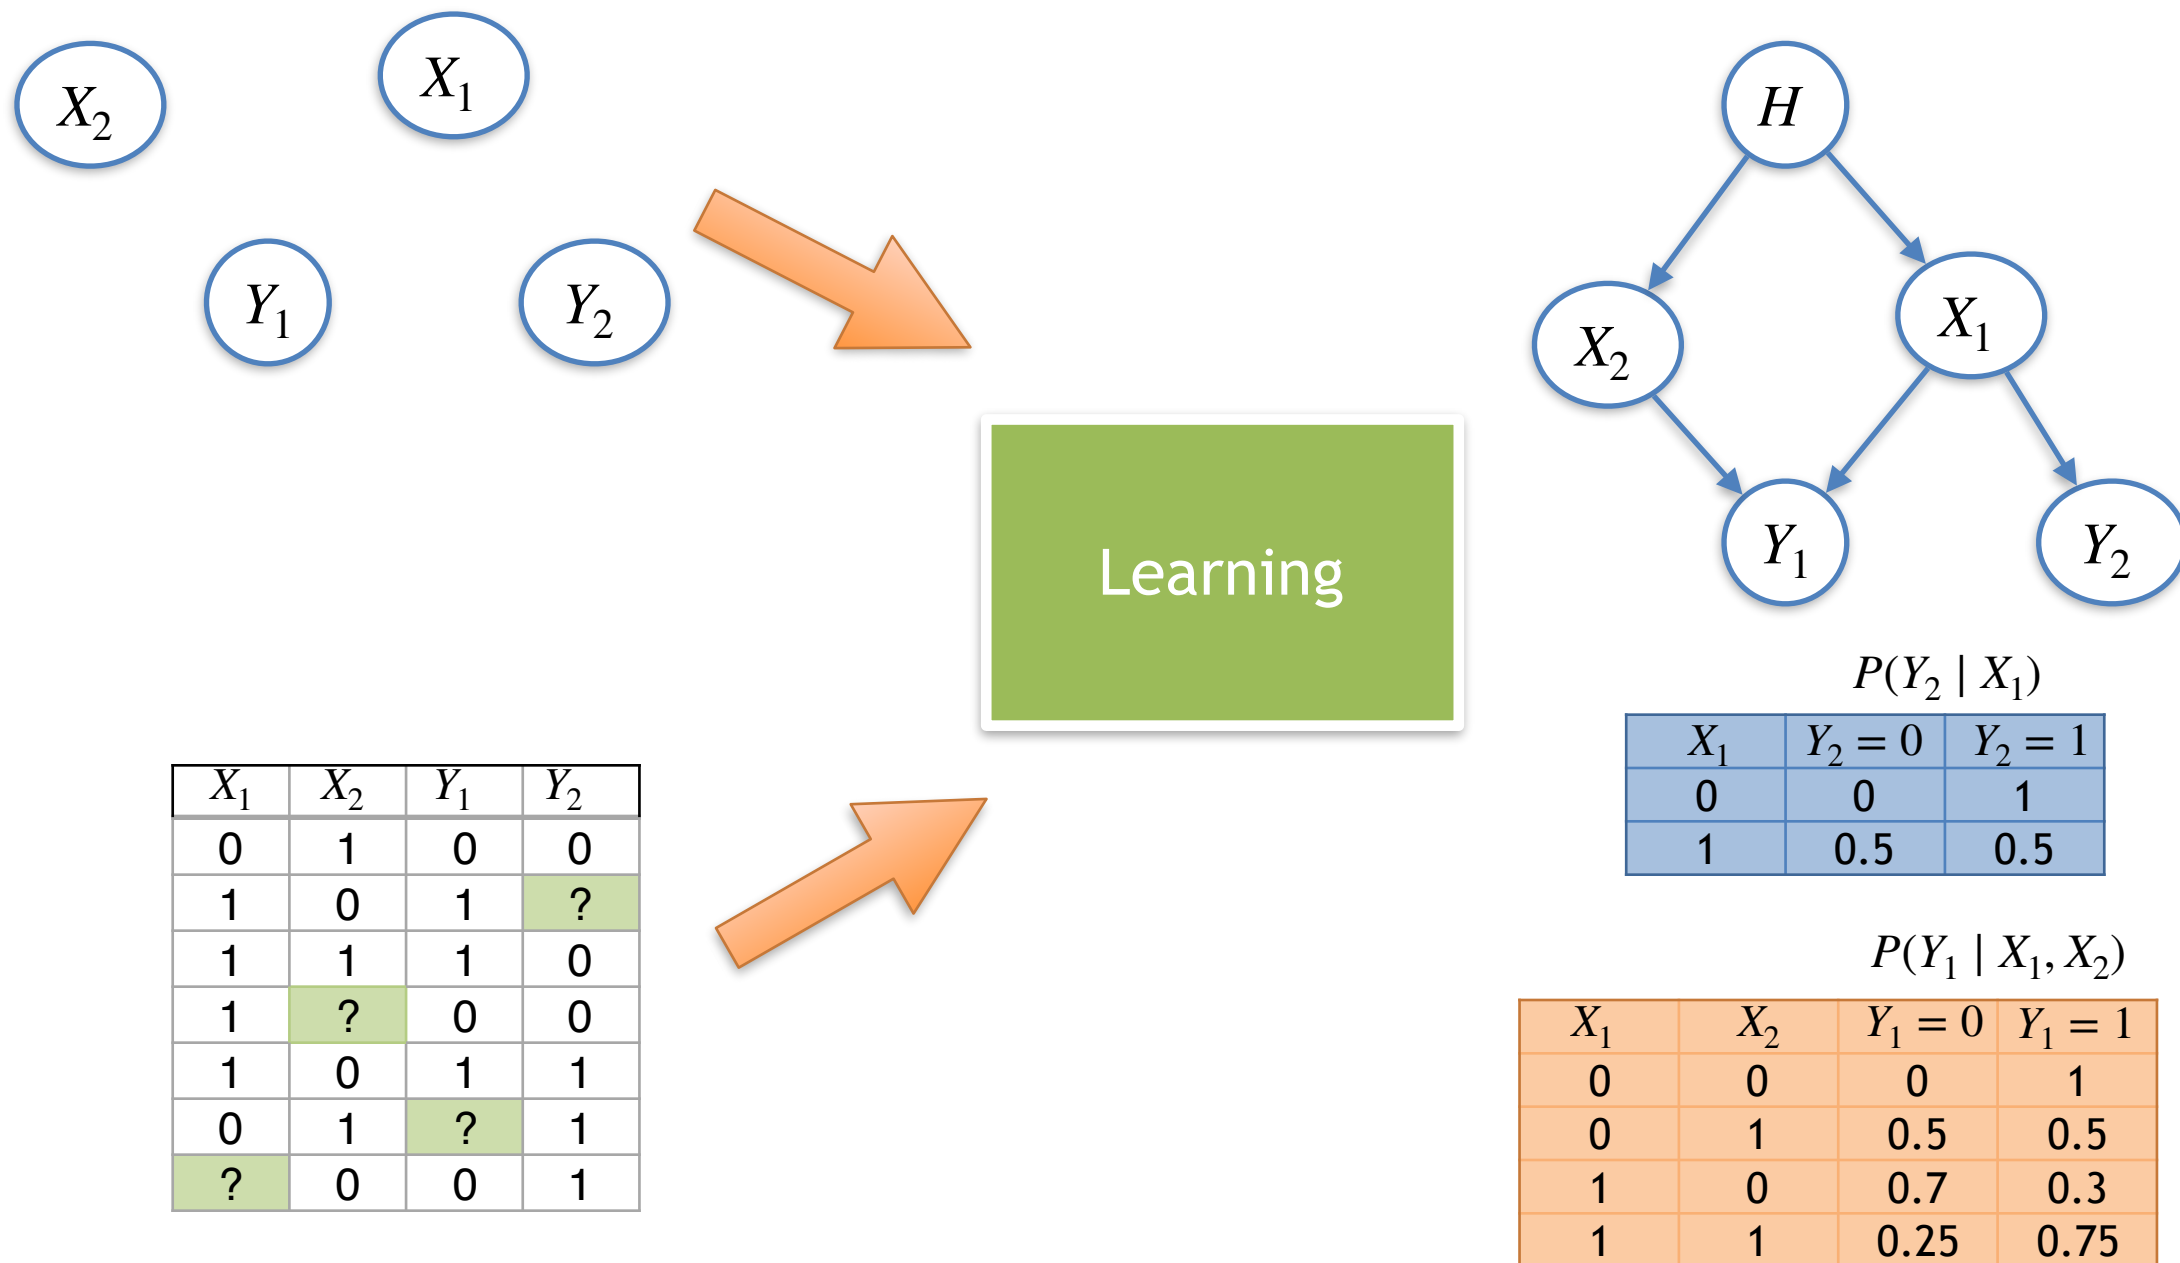 X₂
X₁
Y₁
Y₂
X₁ X₂ Y₁ Y₂
0 1 0 0
1 0 1 ?
1 1 1 0
1 ? 0 0
1 0 1 1
0 1 ? 1
? 0 0 1
Learning
H
X₂
X₁
Y₁
Y₂
P(Y₂ | X₁)
X₁ Y₂ = 0 Y₂ = 1
0 0 1
1 0.5 0.5
P(Y₁ | X₁, X₂)
X₁ X₂ Y₁ = 0 Y₁ = 1
0 0 0 1
0 1 0.5 0.5
1 0 0.7 0.3
1 1 0.25 0.75